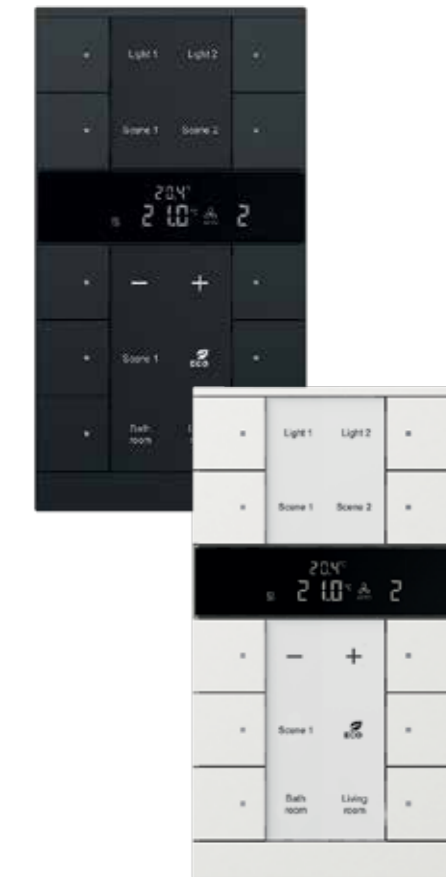 Light 1 Light 2
Scene 1 Scene 2
20.4°
21.0°C 2
− +
Scene 1 ECO
Bath
room
Light 1 Light 2
Scene 1 Scene 2
20.4°
21.0°C 2
− +
Scene 1 ECO
Bath Living
room room